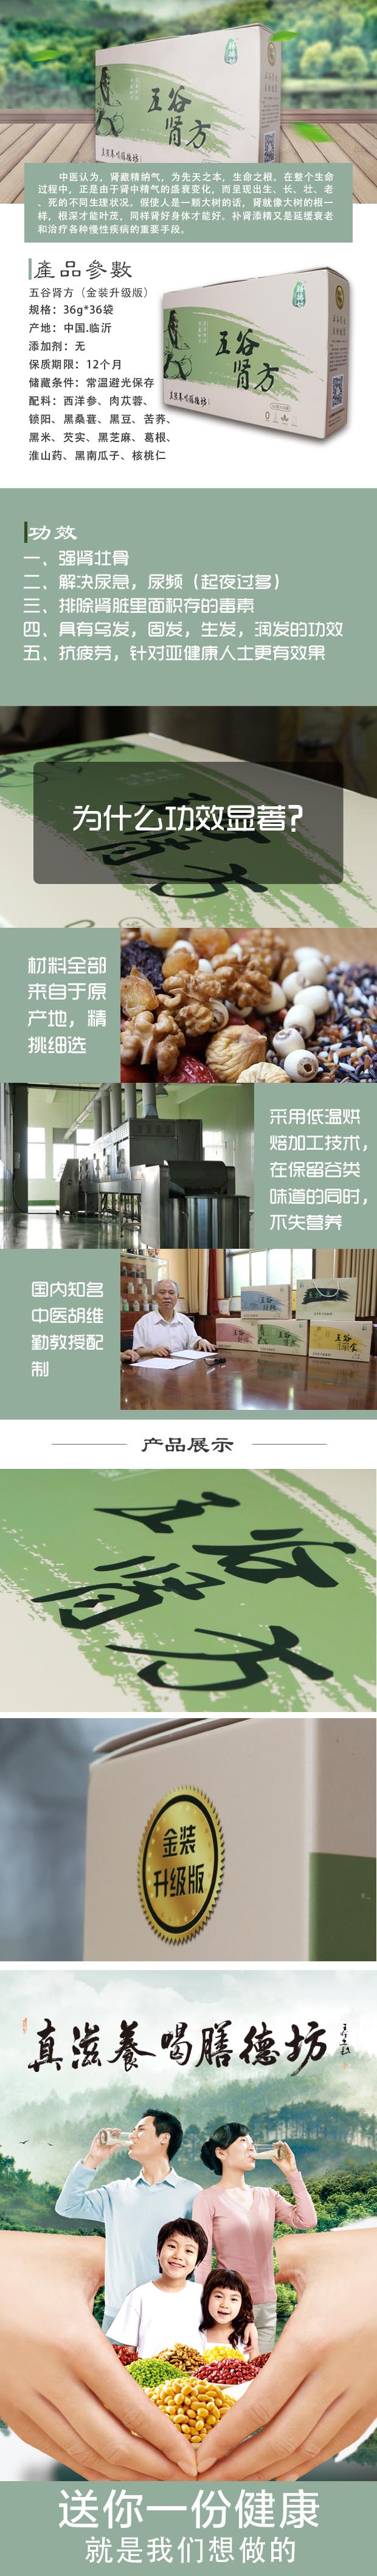 五谷
肾方
真滋养喝膳德坊
中医认为，肾藏精纳气，为先天之本，生命之根。在整个生命
过程中，正是由于肾中精气的盛衰变化，而呈现出生、长、壮、老
、死的不同生理状况。假使人是一颗大树的话，肾就像大树的根一
样，根深才能叶茂，同样肾好身体才能好。补肾添精又是延缓衰老
和治疗各种慢性疾病的重要手段。
產品參數
五谷肾方（金装升级版）
规格：36g*36袋
产地：中国.临沂
添加剂：无
保质期限：12个月
储藏条件：常温避光保存
配料：西洋参、肉苁蓉、
锁阳、黑桑葚、黑豆、苦荞、
黑米、芡实、黑芝麻、葛根、
淮山药、黑南瓜子、核桃仁
五谷
肾方
真滋养喝膳德坊
功效
一、强肾壮骨
二、解决尿急，尿频（起夜过多）
三、排除肾脏里面积存的毒素
四、具有乌发，固发，生发，润发的功效
五、抗疲劳，针对亚健康人士更有效果
为什么功效显著？
材料全部
来自于原
产地，精
挑细选
采用低温烘
焙加工技术，
在保留谷类
味道的同时，
不失营养
国内知名
中医胡维
勤教授配
制
产品展示
五谷
肾方
金装
升级版
真滋養喝膳德坊
送你一份健康
就是我们想做的